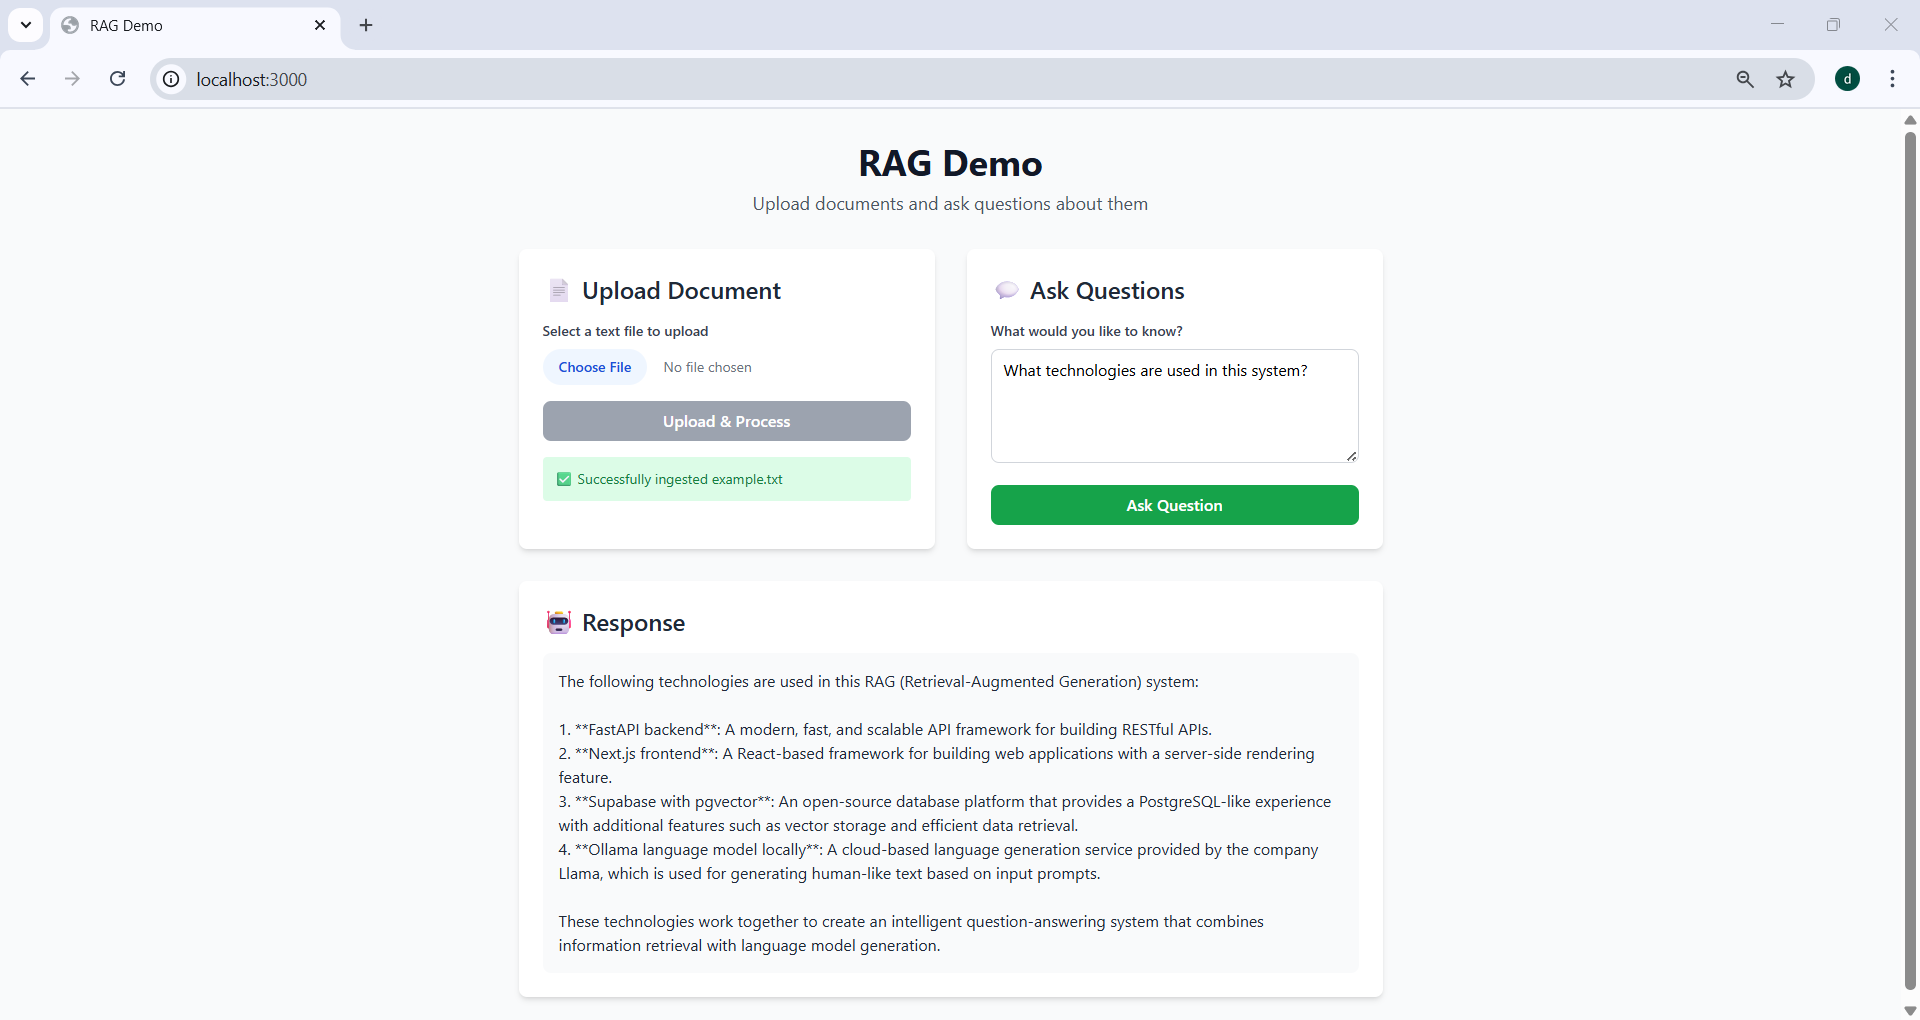 RAG Demo
localhost:3000
d
RAG Demo
Upload documents and ask questions about them
Upload Document
Select a text file to upload
Choose File No file chosen
Upload & Process
Successfully ingested example.txt
Ask Questions
What would you like to know?
What technologies are used in this system?
Ask Question
Response
The following technologies are used in this RAG (Retrieval-Augmented Generation) system:
1. **FastAPI backend**: A modern, fast, and scalable API framework for building RESTful APIs.
2. **Next.js frontend**: A React-based framework for building web applications with a server-side rendering
feature.
3. **Supabase with pgvector**: An open-source database platform that provides a PostgreSQL-like experience
with additional features such as vector storage and efficient data retrieval.
4. **Ollama language model locally**: A cloud-based language generation service provided by the company
Llama, which is used for generating human-like text based on input prompts.
These technologies work together to create an intelligent question-answering system that combines
information retrieval with language model generation.